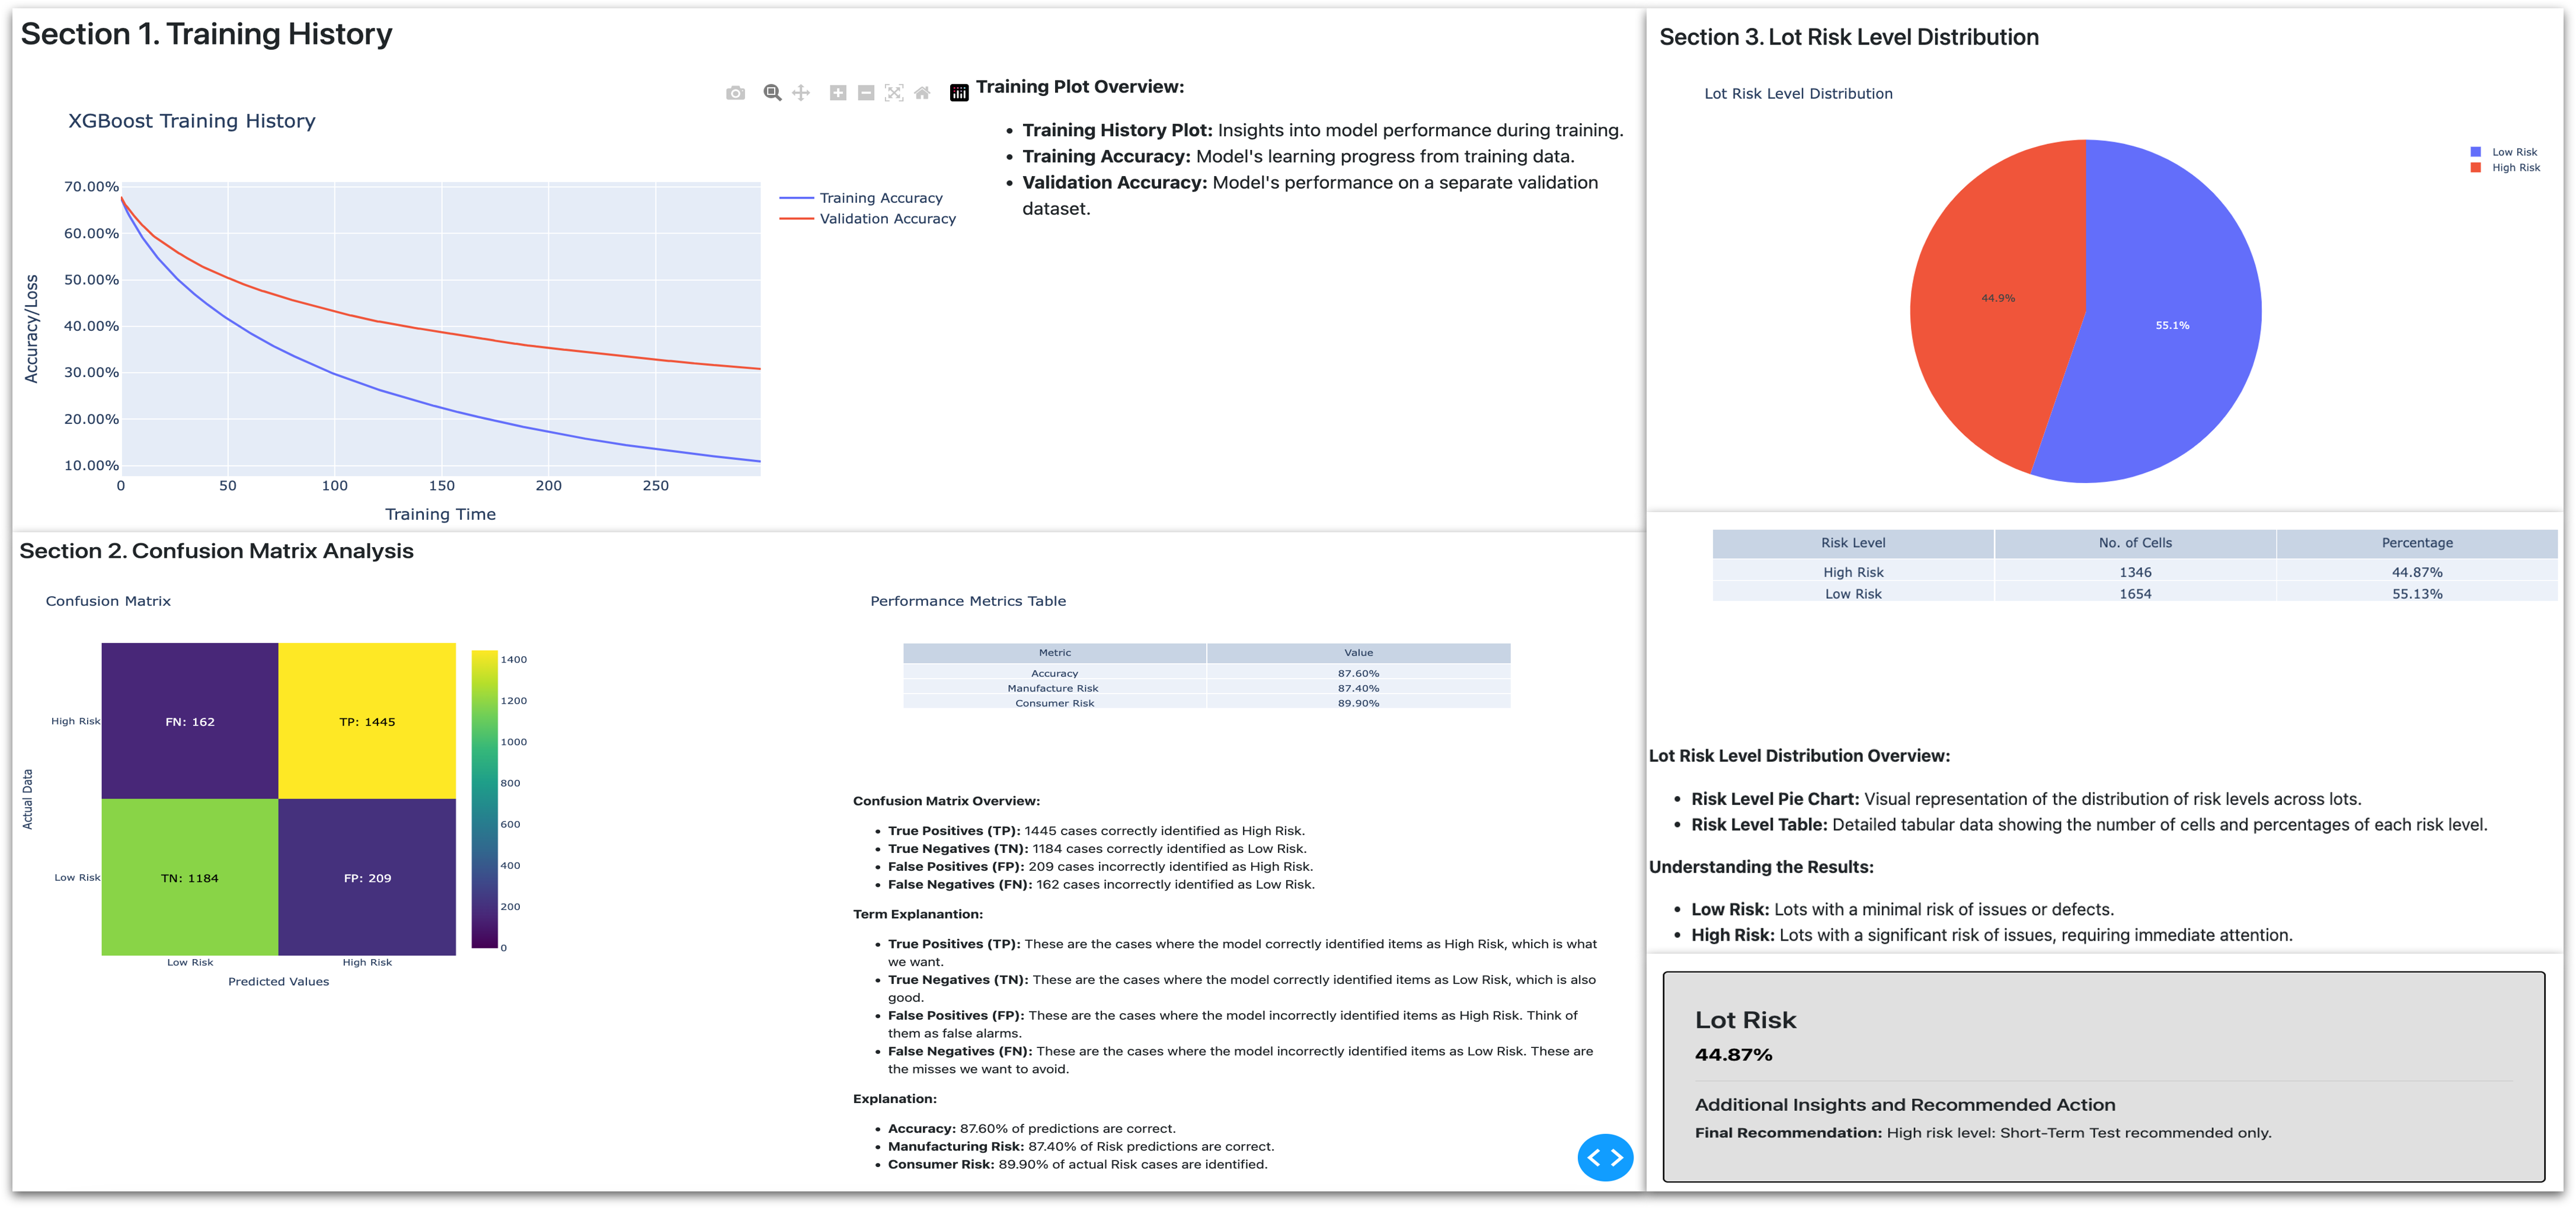 Section 1. Training History
XGBoost Training History
70.00%
60.00%
50.00%
40.00%
30.00%
20.00%
10.00%
0
50
100
150
200
250
Accuracy/Loss
Training Time
Training Accuracy
Validation Accuracy
Training Plot Overview:
• Training History Plot: Insights into model performance during training.
• Training Accuracy: Model's learning progress from training data.
• Validation Accuracy: Model's performance on a separate validation
dataset.
Section 2. Confusion Matrix Analysis
Confusion Matrix
High Risk
Low Risk
Actual Data
FN: 162
TP: 1445
TN: 1184
FP: 209
Low Risk
High Risk
Predicted Values
1400
1200
1000
800
600
400
200
0
Performance Metrics Table
Metric Value
Accuracy 87.60%
Manufacture Risk 87.40%
Consumer Risk 89.90%
Confusion Matrix Overview:
• True Positives (TP): 1445 cases correctly identified as High Risk.
• True Negatives (TN): 1184 cases correctly identified as Low Risk.
• False Positives (FP): 209 cases incorrectly identified as High Risk.
• False Negatives (FN): 162 cases incorrectly identified as Low Risk.
Term Explanantion:
• True Positives (TP): These are the cases where the model correctly identified items as High Risk, which is what
we want.
• True Negatives (TN): These are the cases where the model correctly identified items as Low Risk, which is also
good.
• False Positives (FP): These are the cases where the model incorrectly identified items as High Risk. Think of
them as false alarms.
• False Negatives (FN): These are the cases where the model incorrectly identified items as Low Risk. These are
the misses we want to avoid.
Explanation:
• Accuracy: 87.60% of predictions are correct.
• Manufacturing Risk: 87.40% of Risk predictions are correct.
• Consumer Risk: 89.90% of actual Risk cases are identified.
Section 3. Lot Risk Level Distribution
Lot Risk Level Distribution
Low Risk
High Risk
44.9%
55.1%
Risk Level No. of Cells Percentage
High Risk 1346 44.87%
Low Risk 1654 55.13%
Lot Risk Level Distribution Overview:
• Risk Level Pie Chart: Visual representation of the distribution of risk levels across lots.
• Risk Level Table: Detailed tabular data showing the number of cells and percentages of each risk level.
Understanding the Results:
• Low Risk: Lots with a minimal risk of issues or defects.
• High Risk: Lots with a significant risk of issues, requiring immediate attention.
Lot Risk
44.87%
Additional Insights and Recommended Action
Final Recommendation: High risk level: Short-Term Test recommended only.